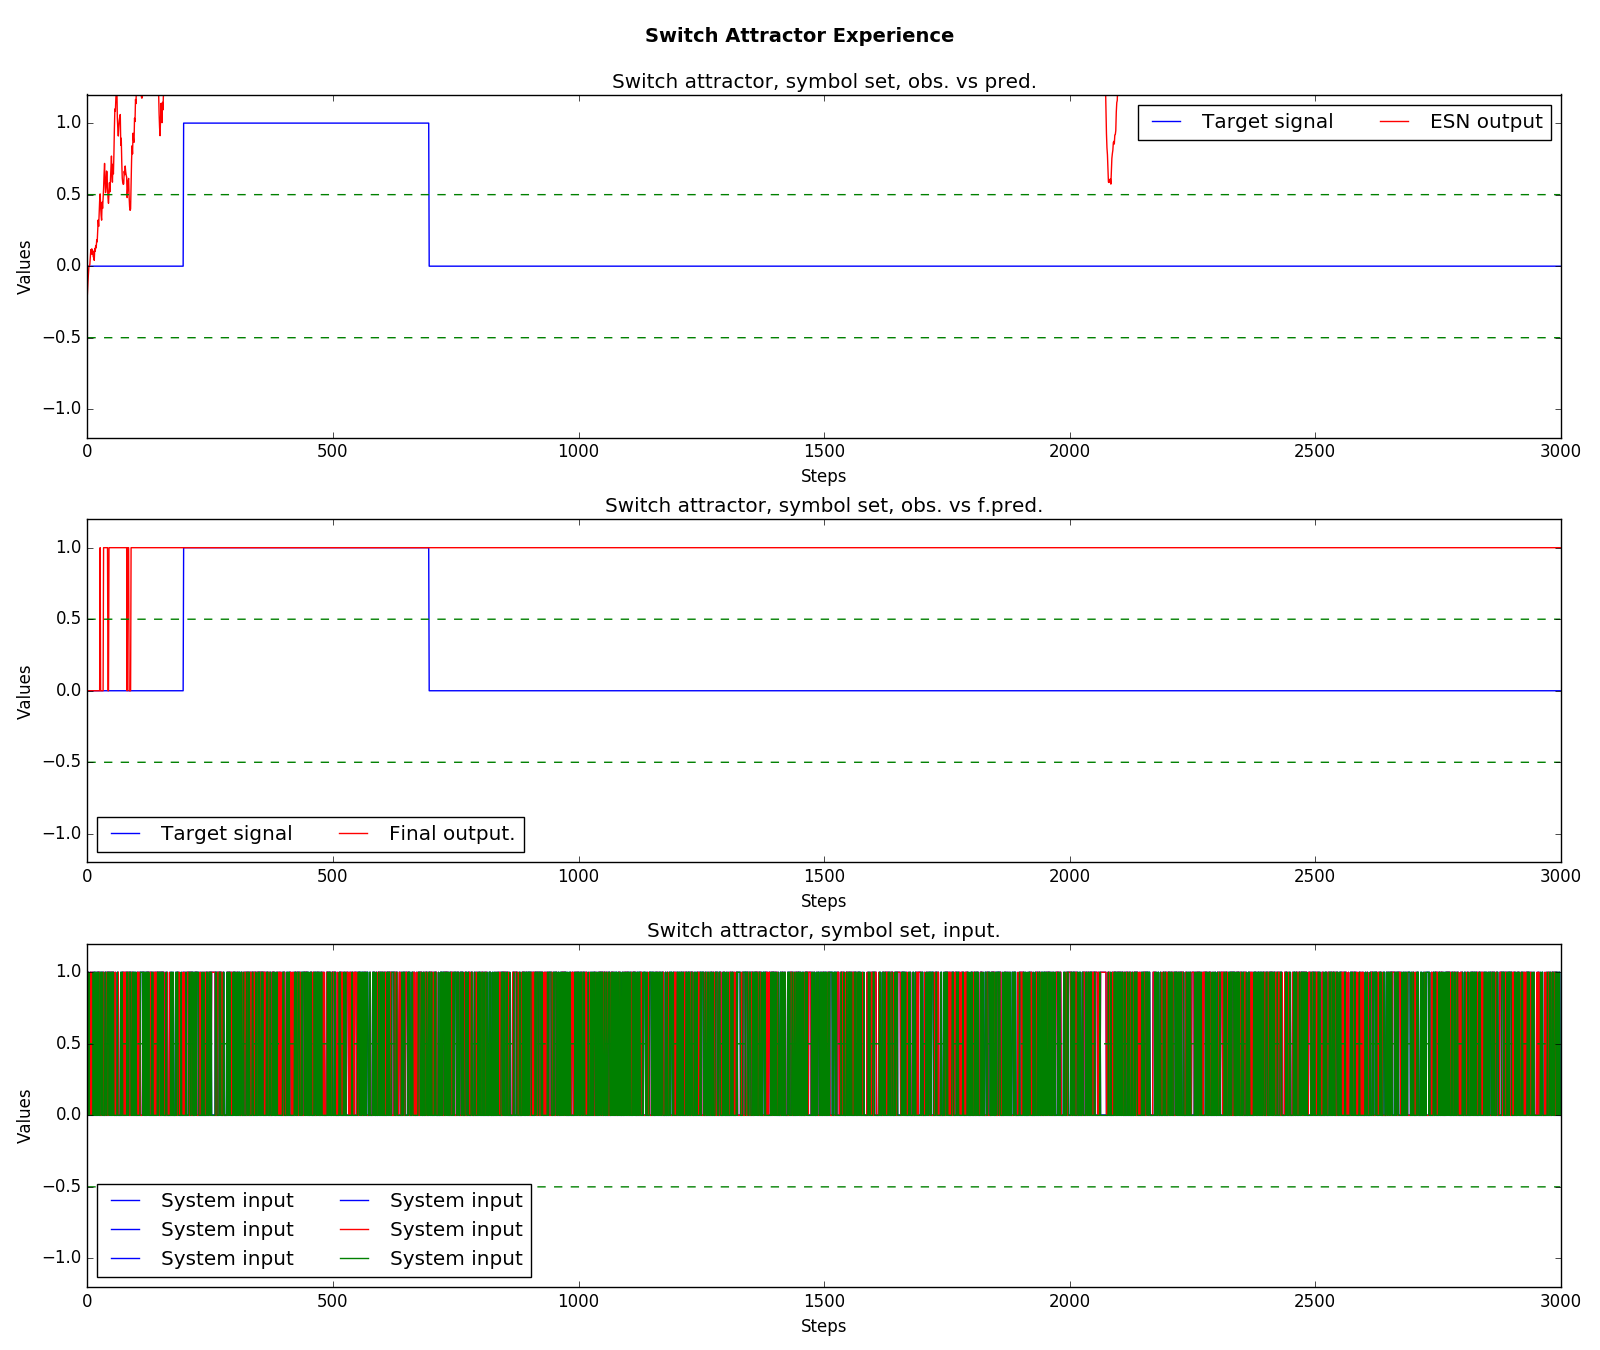 Switch Attractor Experience
Switch attractor, symbol set, obs. vs pred.
1.0
0.5
0.0
−0.5
−1.0
Values
Target signal ESN output
0 500 1000 1500 2000 2500 3000
Steps
Switch attractor, symbol set, obs. vs f.pred.
1.0
0.5
0.0
−0.5
−1.0
Values
Target signal Final output.
0 500 1000 1500 2000 2500 3000
Steps
Switch attractor, symbol set, input.
1.0
0.5
0.0
−0.5
−1.0
Values
System input System input
System input System input
System input System input
0 500 1000 1500 2000 2500 3000
Steps